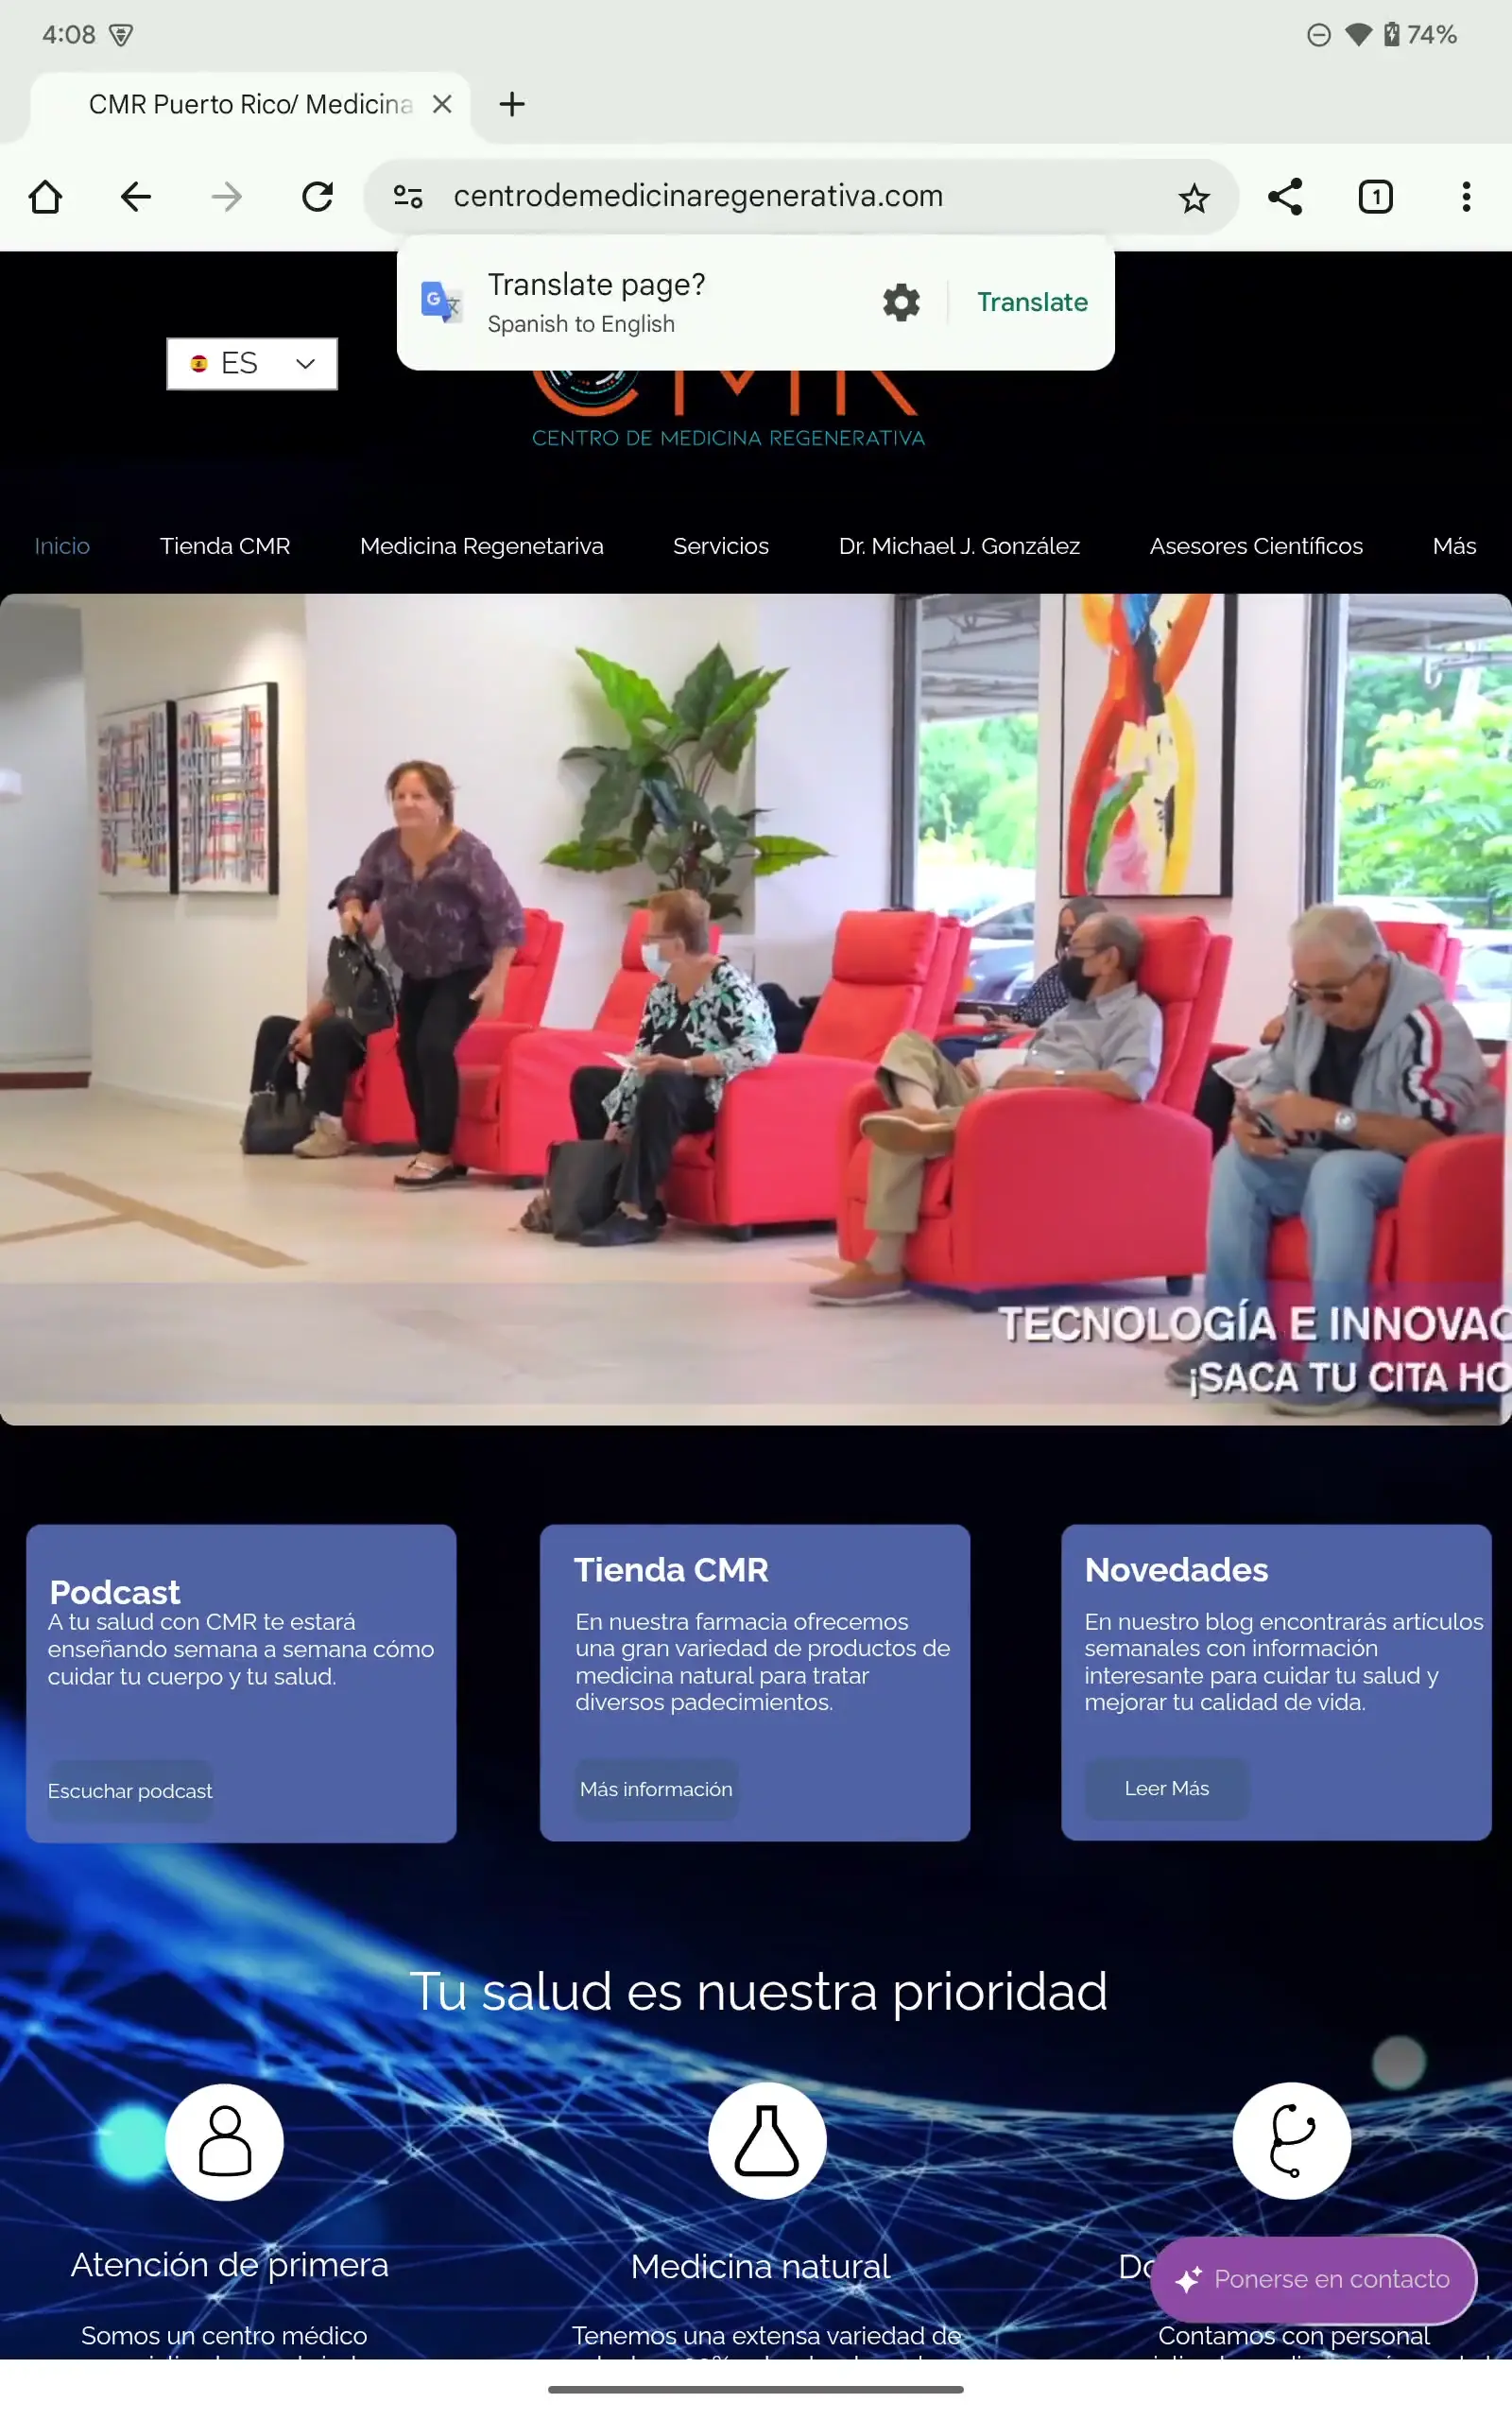 4:08
74%
CMR Puerto Rico/ Medicina
1
centrodemedicinaregenerativa.com
Translate page?
Spanish to English
Translate
ES
CMR
CENTRO DE MEDICINA REGENERATIVA
Inicio
Tienda CMR
Medicina Regenetariva
Servicios
Dr. Michael J. González
Asesores Científicos
Más
TECNOLOGÍA E INNOVAC
¡SACA TU CITA HO
Podcast
A tu salud con CMR te estará
enseñando semana a semana cómo
cuidar tu cuerpo y tu salud.
Escuchar podcast
Tienda CMR
En nuestra farmacia ofrecemos
una gran variedad de productos de
medicina natural para tratar
diversos padecimientos.
Más información
Novedades
En nuestro blog encontrarás artículos
semanales con información
interesante para cuidar tu salud y
mejorar tu calidad de vida.
Leer Más
Tu salud es nuestra prioridad
Atención de primera
Somos un centro médico
Medicina natural
Tenemos una extensa variedad de
Do
Ponerse en contacto
Contamos con personal